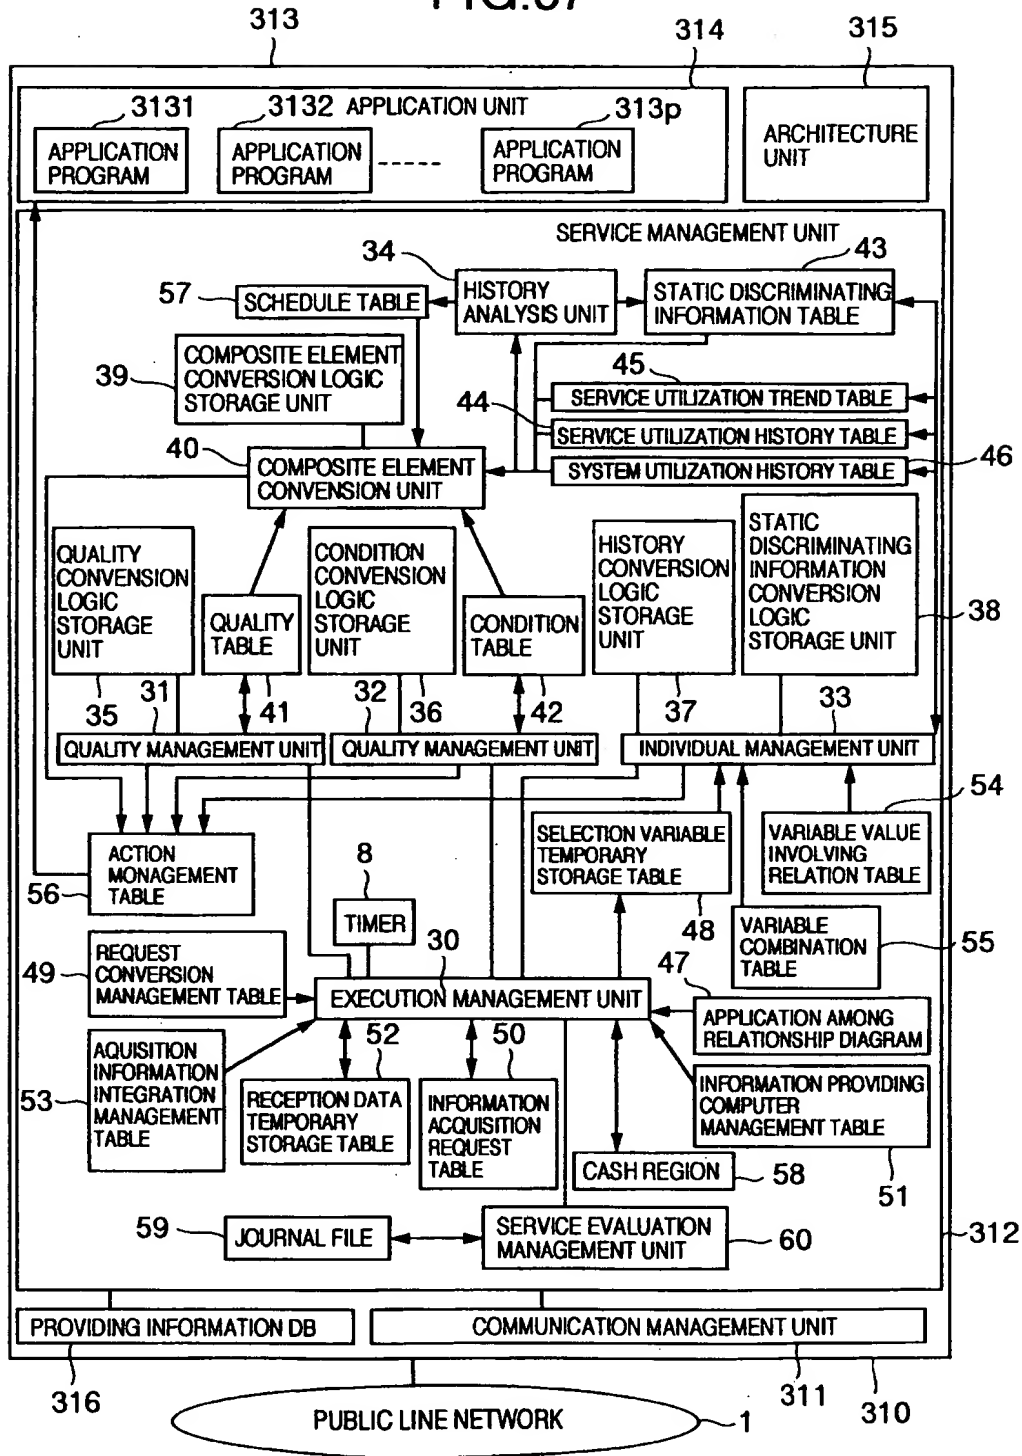 FIG.67
313
314
315
3131
3132
APPLICATION UNIT
313p
APPLICATION
PROGRAM
APPLICATION
PROGRAM
-----
APPLICATION
PROGRAM
ARCHITECTURE
UNIT
SERVICE MANAGEMENT UNIT
34
43
57
SCHEDULE TABLE
HISTORY
ANALYSIS UNIT
STATIC DISCRIMINATING
INFORMATION TABLE
39
COMPOSITE ELEMENT
CONVERSION LOGIC
STORAGE UNIT
45
SERVICE UTILIZATION TREND TABLE
44
SERVICE UTILIZATION HISTORY TABLE
40
COMPOSITE ELEMENT
CONVENSION UNIT
SYSTEM UTILIZATION HISTORY TABLE
46
QUALITY
CONVENSION
LOGIC
STORAGE
UNIT
QUALITY
TABLE
CONDITION
CONVENSION
LOGIC
STORAGE
UNIT
CONDITION
TABLE
HISTORY
CONVERSION
LOGIC
STORAGE
UNIT
STATIC
DISCRIMINATING
INFORMATION
CONVERSION
LOGIC
STORAGE UNIT
38
35
31
41
32
36
42
37
33
QUALITY MANAGEMENT UNIT
QUALITY MANAGEMENT UNIT
INDIVIDUAL MANAGEMENT UNIT
54
ACTION
MONAGEMENT
TABLE
56
8
TIMER
SELECTION VARIABLE
TEMPORARY
STORAGE TABLE
48
VARIABLE VALUE
INVOLVING
RELATION TABLE
VARIABLE
COMBINATION
TABLE
55
49
REQUEST
CONVERSION
MANAGEMENT TABLE
30
EXECUTION MANAGEMENT UNIT
47
APPLICATION AMONG
RELATIONSHIP DIAGRAM
53
AQUISITION
INFORMATION
INTEGRATION
MANAGEMENT
TABLE
52
RECEPTION DATA
TEMPORARY
STORAGE TABLE
50
INFORMATION
ACQUISITION
REQUEST
TABLE
INFORMATION PROVIDING
COMPUTER
MANAGEMENT TABLE
51
CASH REGION
58
59
JOURNAL FILE
SERVICE EVALUATION
MANAGEMENT UNIT
60
312
PROVIDING INFORMATION DB
COMMUNICATION MANAGEMENT UNIT
316
311
310
PUBLIC LINE NETWORK
1